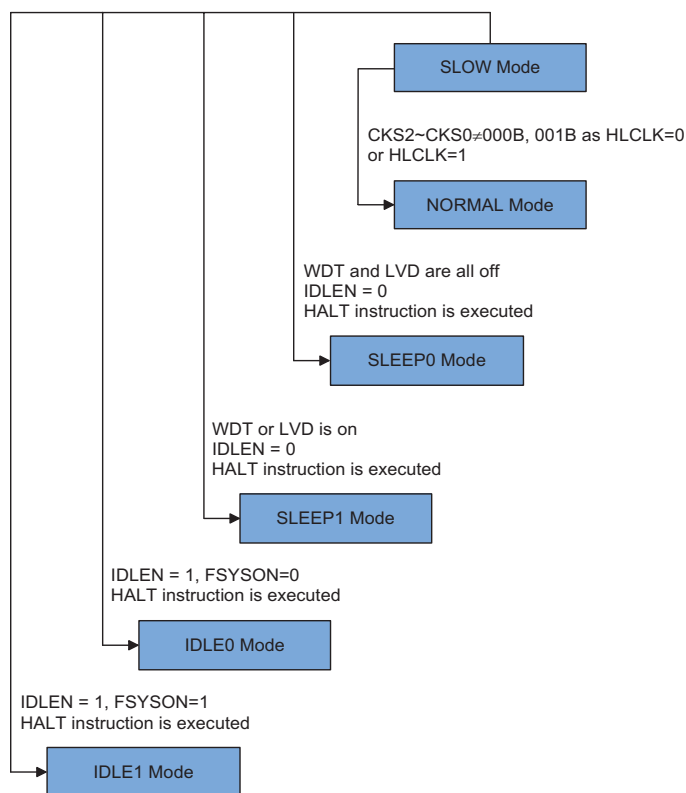 SLOW Mode
CKS2~CKS0≠000B, 001B as HLCLK=0
or HLCLK=1
NORMAL Mode
WDT and LVD are all off
IDLEN = 0
HALT instruction is executed
SLEEP0 Mode
WDT or LVD is on
IDLEN = 0
HALT instruction is executed
SLEEP1 Mode
IDLEN = 1, FSYSON=0
HALT instruction is executed
IDLE0 Mode
IDLEN = 1, FSYSON=1
HALT instruction is executed
IDLE1 Mode